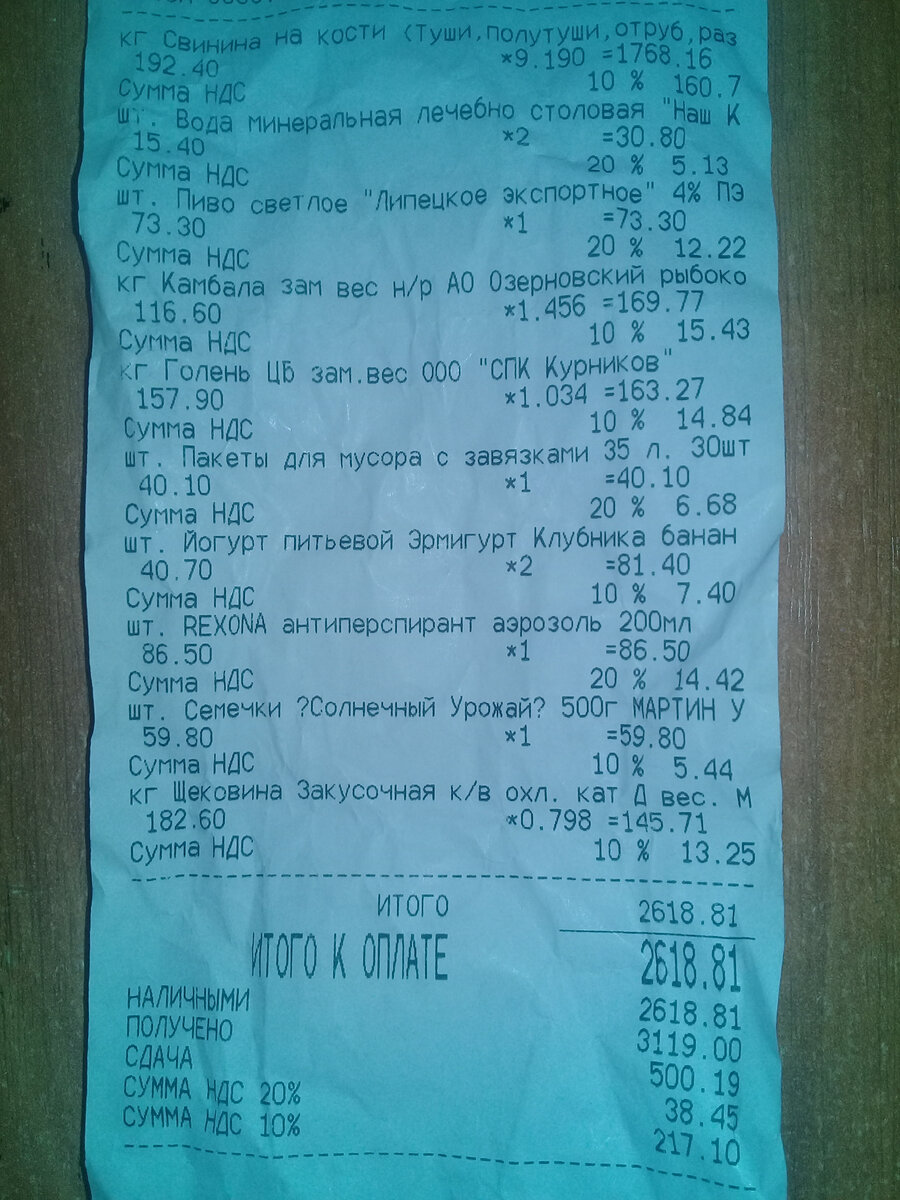 кг Свинина на кости (туши,полутуши,отруб,раз
192.40 *9.190 =1768.16
Сумма НДС 10 % 160.7
шт. Вода минеральная лечебно столовая "Наш К
15.40 *2 =30.80
Сумма НДС 20 % 5.13
шт. Пиво светлое "Липецкое экспортное" 4% ПЭ
73.30 *1 =73.30
Сумма НДС 20 % 12.22
кг Камбала зам вес н/р АО Озерновский рыбоко
116.60 *1.456 =169.77
Сумма НДС 10 % 15.43
кг Голень ЦБ зам.вес ООО "СПК Курников"
157.90 *1.034 =163.27
Сумма НДС 10 % 14.84
шт. Пакеты для мусора с завязками 35 л. 30шт
40.10 *1 =40.10
Сумма НДС 20 % 6.68
шт. Йогурт питьевой Эрмигурт Клубника банан
40.70 *2 =81.40
Сумма НДС 10 % 7.40
шт. REXONA антиперспирант аэрозоль 200мл
86.50 *1 =86.50
Сумма НДС 20 % 14.42
шт. Семечки ?Солнечный Урожай? 500г МАРТИН У
59.80 *1 =59.80
Сумма НДС 10 % 5.44
кг Щековина Закусочная к/в охл. кат Д вес. М
182.60 *0.798 =145.71
Сумма НДС 10 % 13.25
ИТОГО 2618.81
ИТОГО К ОПЛАТЕ 2618.81
НАЛИЧНЫМИ 2618.81
ПОЛУЧЕНО 3119.00
СДАЧА 500.19
СУММА НДС 20% 38.45
СУММА НДС 10% 217.10